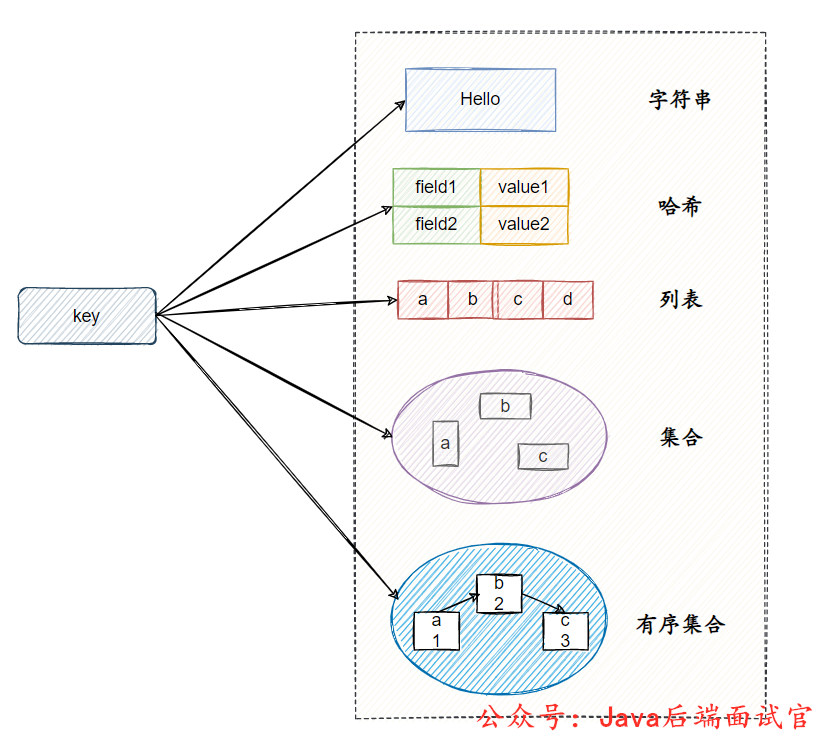 Hello
字符串
field1 value1
field2 value2
哈希
key
a b c d
列表
b
a
c
集合
b
2
a
1
c
3
有序集合
公众号：Java后端面试官